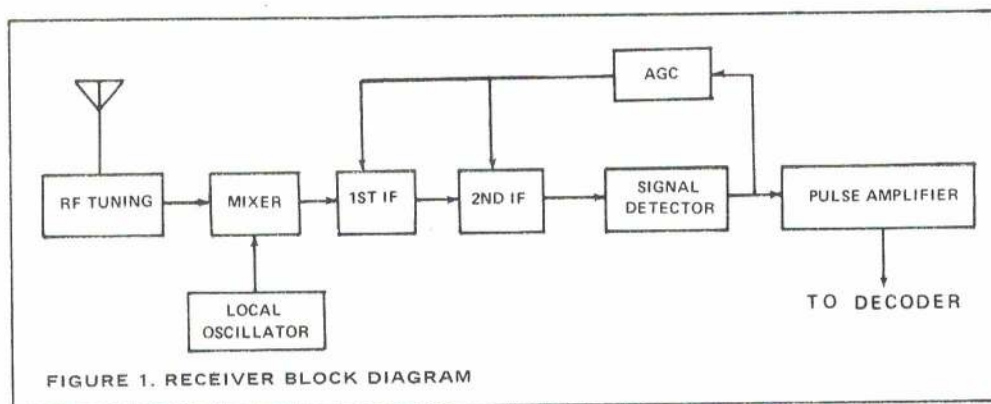 AGC
RF TUNING
MIXER
1ST IF
2ND IF
SIGNAL
DETECTOR
PULSE AMPLIFIER
LOCAL
OSCILLATOR
TO DECODER
FIGURE 1. RECEIVER BLOCK DIAGRAM